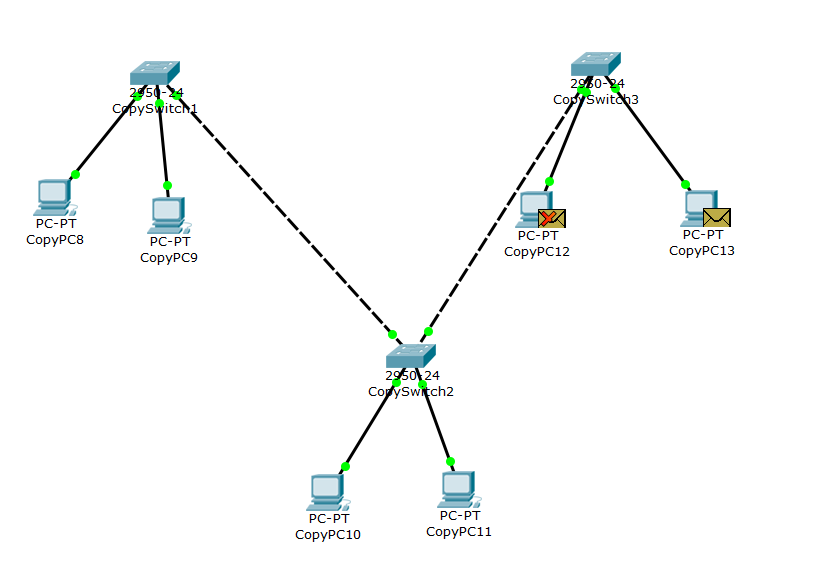 2950-24
CopySwitch1
2950-24
CopySwitch3
PC-PT
CopyPC8
PC-PT
CopyPC9
PC-PT
CopyPC12
PC-PT
CopyPC13
2950-24
CopySwitch2
PC-PT
CopyPC10
PC-PT
CopyPC11